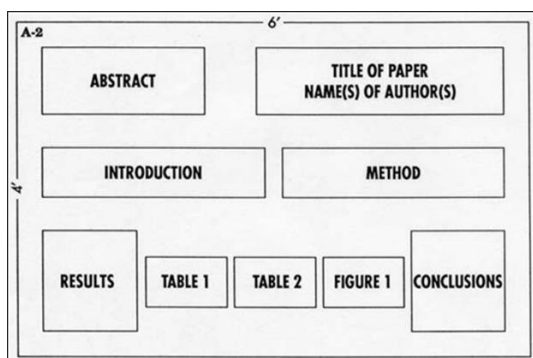 6'
A-2
ABSTRACT
TITLE OF PAPER
NAME(S) OF AUTHOR(S)
INTRODUCTION
METHOD
4'
RESULTS
TABLE 1
TABLE 2
FIGURE 1
CONCLUSIONS